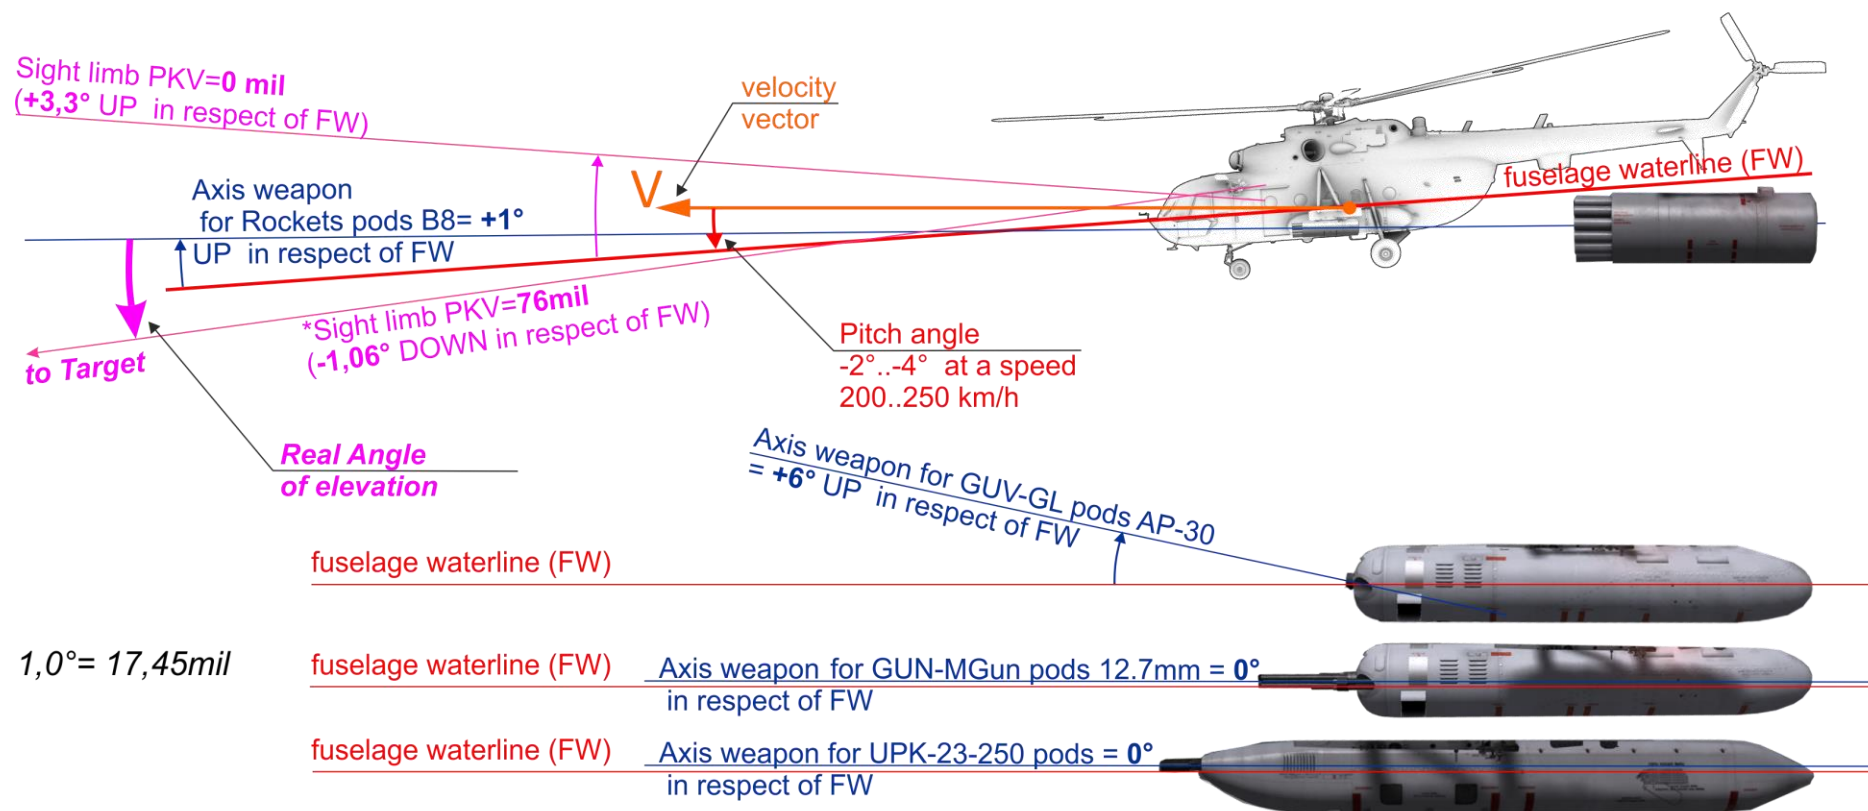 Sight limb PKV=0 mil
(+3,3° UP in respect of FW)
velocity
vector
V
fuselage waterline (FW)
Axis weapon
for Rockets pods B8= +1°
UP in respect of FW
*Sight limb PKV=76mil
(-1,06° DOWN in respect of FW)
to Target
Pitch angle
-2°..-4° at a speed
200..250 km/h
Real Angle
of elevation
Axis weapon for GUV-GL pods AP-30
= +6° UP in respect of FW
fuselage waterline (FW)
1,0°= 17,45mil
fuselage waterline (FW)
Axis weapon for GUN-MGun pods 12.7mm = 0°
in respect of FW
fuselage waterline (FW)
Axis weapon for UPK-23-250 pods = 0°
in respect of FW